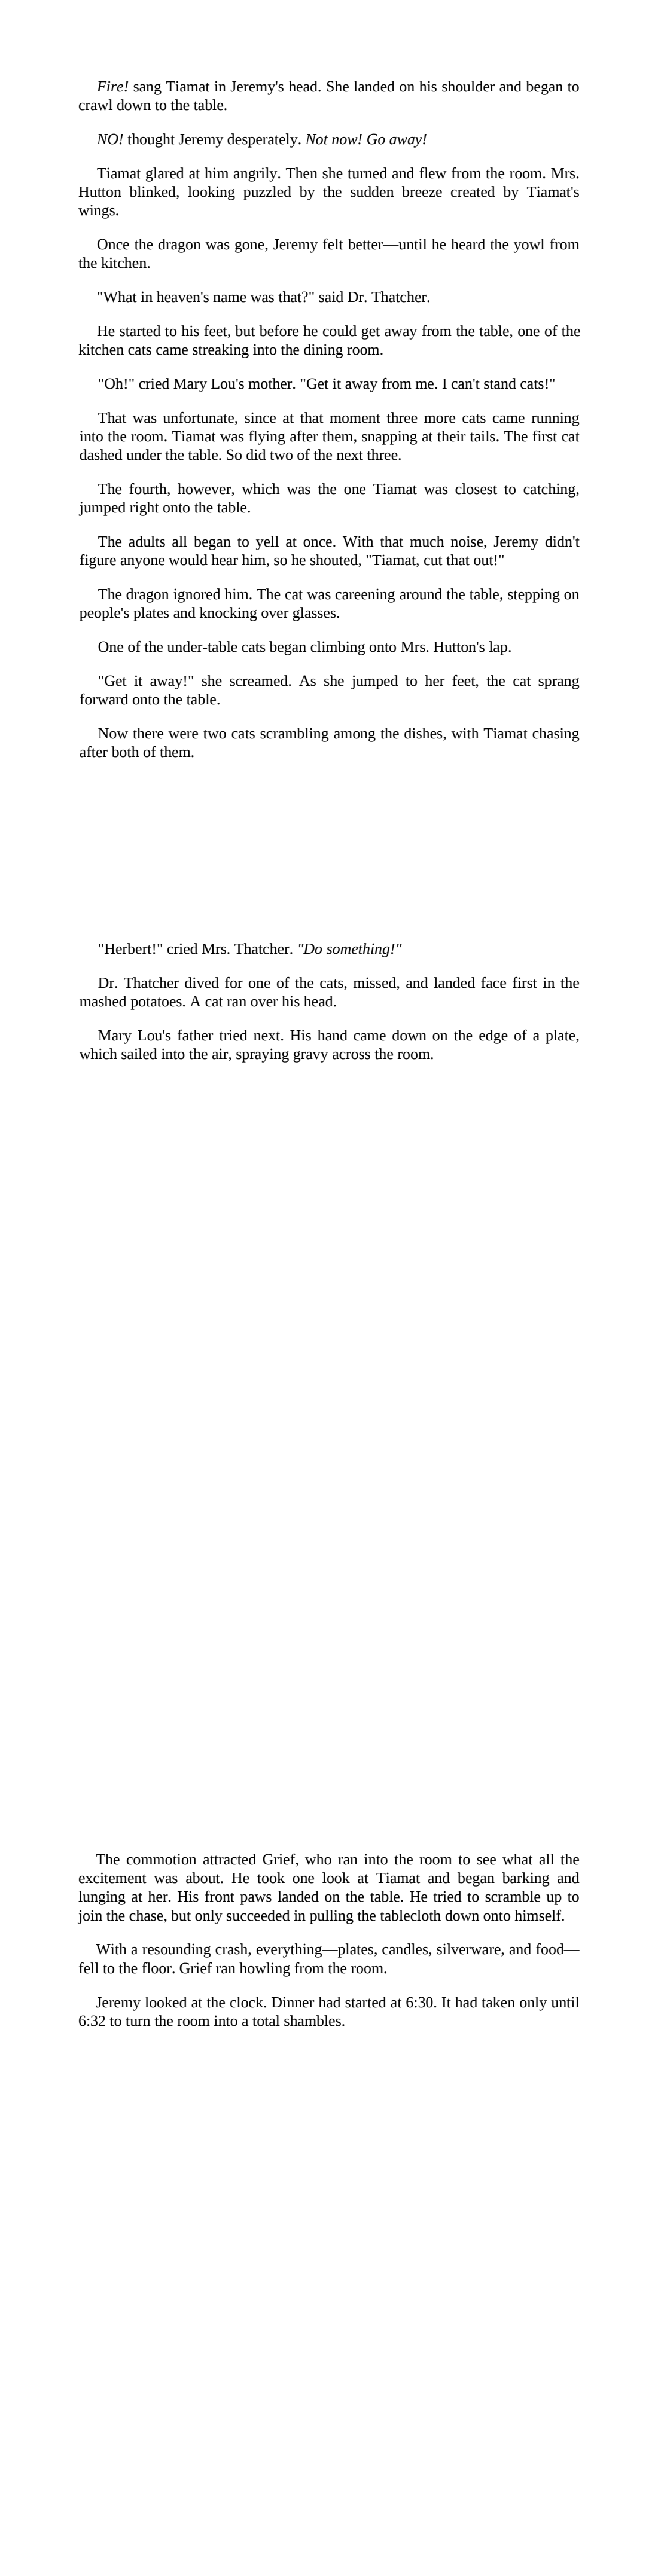 Fire! sang Tiamat in Jeremy's head. She landed on his shoulder and began to
crawl down to the table.
NO! thought Jeremy desperately. Not now! Go away!
Tiamat glared at him angrily. Then she turned and flew from the room. Mrs.
Hutton blinked, looking puzzled by the sudden breeze created by Tiamat's
wings.
Once the dragon was gone, Jeremy felt better—until he heard the yowl from
the kitchen.
"What in heaven's name was that?" said Dr. Thatcher.
He started to his feet, but before he could get away from the table, one of the
kitchen cats came streaking into the dining room.
"Oh!" cried Mary Lou's mother. "Get it away from me. I can't stand cats!"
That was unfortunate, since at that moment three more cats came running
into the room. Tiamat was flying after them, snapping at their tails. The first cat
dashed under the table. So did two of the next three.
The fourth, however, which was the one Tiamat was closest to catching,
jumped right onto the table.
The adults all began to yell at once. With that much noise, Jeremy didn't
figure anyone would hear him, so he shouted, "Tiamat, cut that out!"
The dragon ignored him. The cat was careening around the table, stepping on
people's plates and knocking over glasses.
One of the under-table cats began climbing onto Mrs. Hutton's lap.
"Get it away!" she screamed. As she jumped to her feet, the cat sprang
forward onto the table.
Now there were two cats scrambling among the dishes, with Tiamat chasing
after both of them.
"Herbert!" cried Mrs. Thatcher. "Do something!"
Dr. Thatcher dived for one of the cats, missed, and landed face first in the
mashed potatoes. A cat ran over his head.
Mary Lou's father tried next. His hand came down on the edge of a plate,
which sailed into the air, spraying gravy across the room.
The commotion attracted Grief, who ran into the room to see what all the
excitement was about. He took one look at Tiamat and began barking and
lunging at her. His front paws landed on the table. He tried to scramble up to
join the chase, but only succeeded in pulling the tablecloth down onto himself.
With a resounding crash, everything—plates, candles, silverware, and food—
fell to the floor. Grief ran howling from the room.
Jeremy looked at the clock. Dinner had started at 6:30. It had taken only until
6:32 to turn the room into a total shambles.